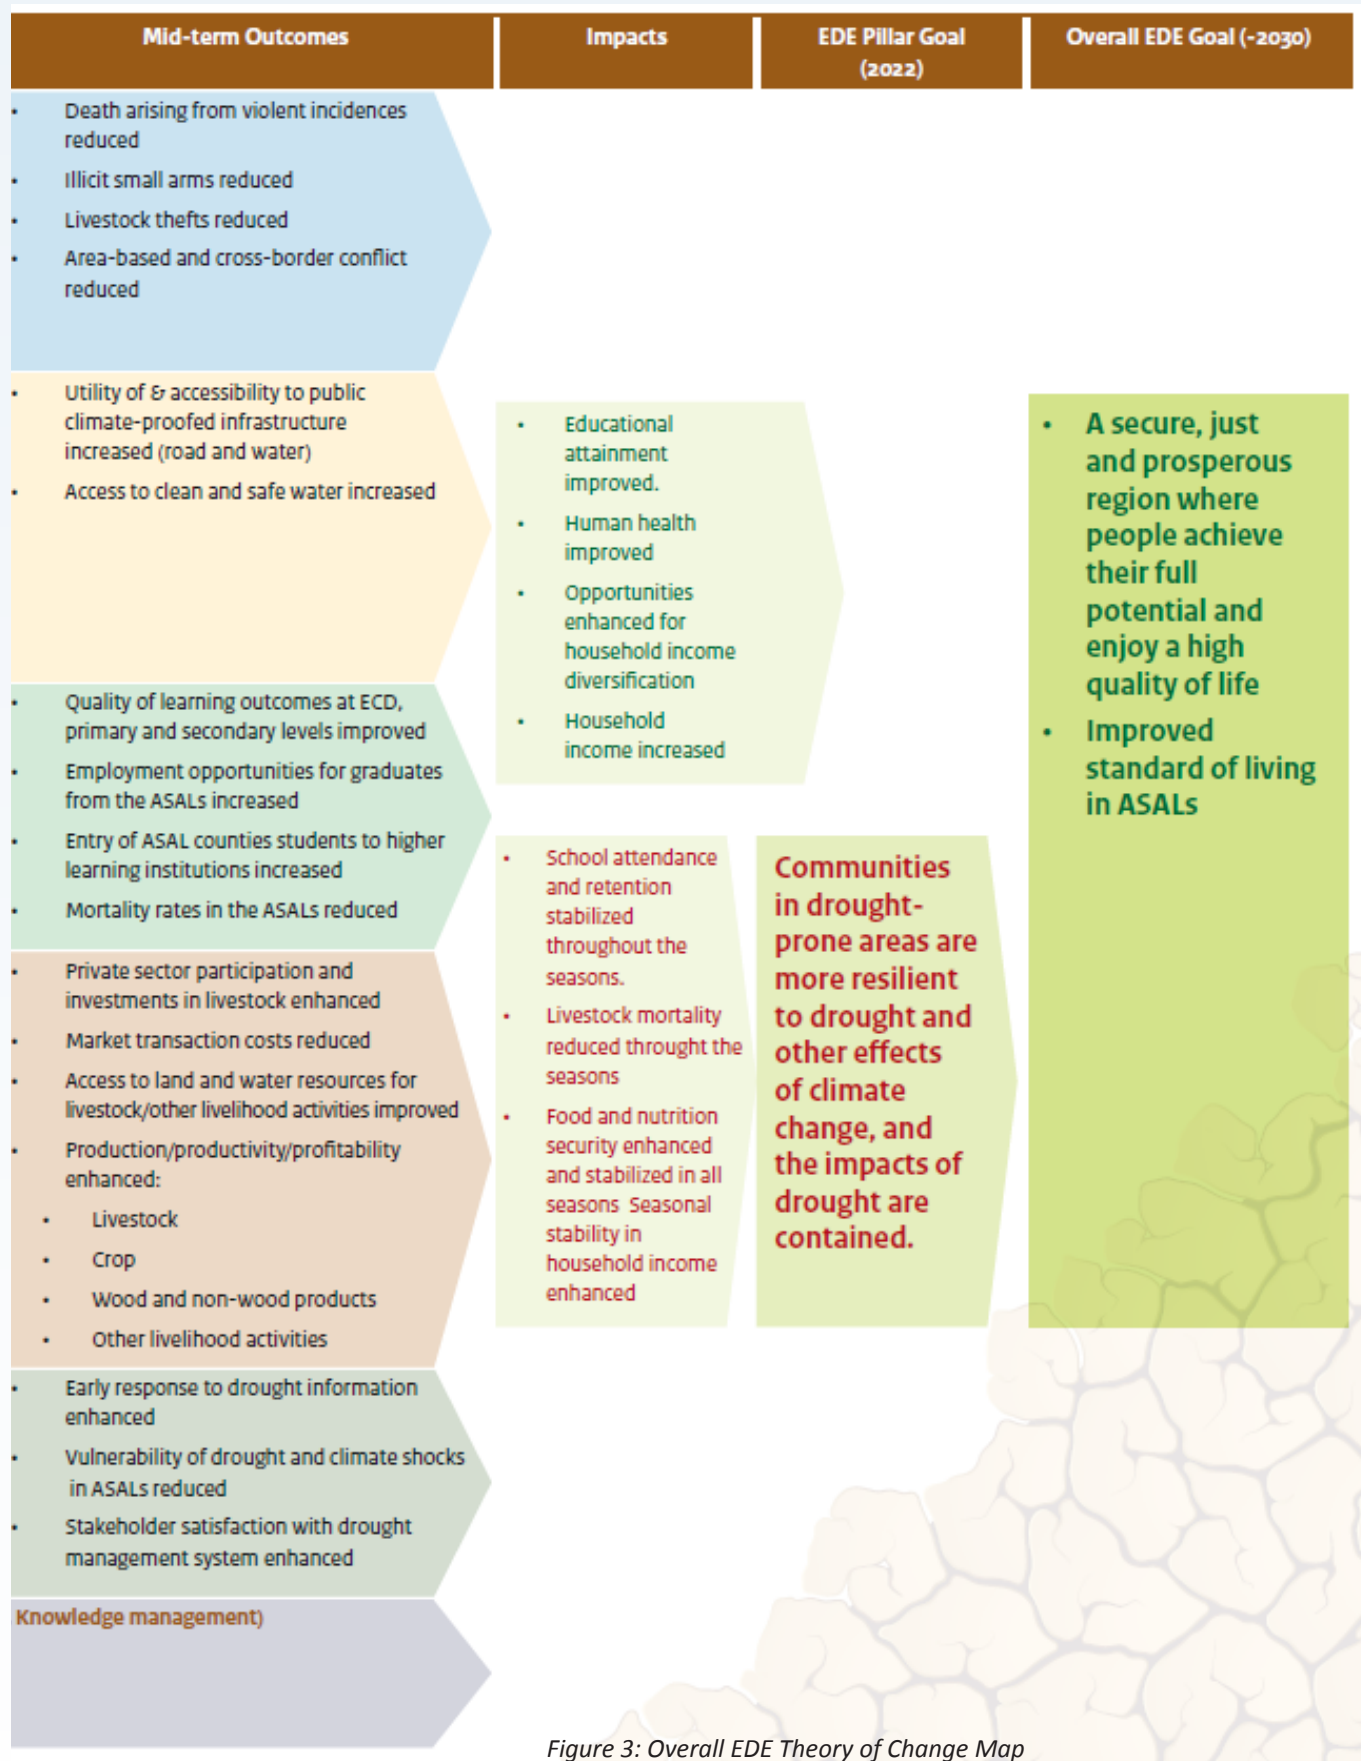 Mid-term Outcomes
Impacts
EDE Pillar Goal
(2022)
Overall EDE Goal (-2030)
• Death arising from violent incidences
reduced
• Illicit small arms reduced
• Livestock thefts reduced
• Area-based and cross-border conflict
reduced
• Utility of & accessibility to public
climate-proofed infrastructure
increased (road and water)
• Access to clean and safe water increased
• Quality of learning outcomes at ECD,
primary and secondary levels improved
• Employment opportunities for graduates
from the ASALs increased
• Entry of ASAL counties students to higher
learning institutions increased
• Mortality rates in the ASALs reduced
• Private sector participation and
investments in livestock enhanced
• Market transaction costs reduced
• Access to land and water resources for
livestock/other livelihood activities improved
• Production/productivity/profitability
enhanced:
• Livestock
• Crop
• Wood and non-wood products
• Other livelihood activities
• Early response to drought information
enhanced
• Vulnerability of drought and climate shocks
in ASALs reduced
• Stakeholder satisfaction with drought
management system enhanced
Knowledge management)
• Educational
attainment
improved.
• Human health
improved
• Opportunities
enhanced for
household income
diversification
• Household
income increased
• School attendance
and retention
stabilized
throughout the
seasons.
• Livestock mortality
reduced throught the
seasons
• Food and nutrition
security enhanced
and stabilized in all
seasons Seasonal
stability in
household income
enhanced
Communities
in drought-
prone areas are
more resilient
to drought and
other effects
of climate
change, and
the impacts of
drought are
contained.
• A secure, just
and prosperous
region where
people achieve
their full
potential and
enjoy a high
quality of life
• Improved
standard of living
in ASALs
Figure 3: Overall EDE Theory of Change Map